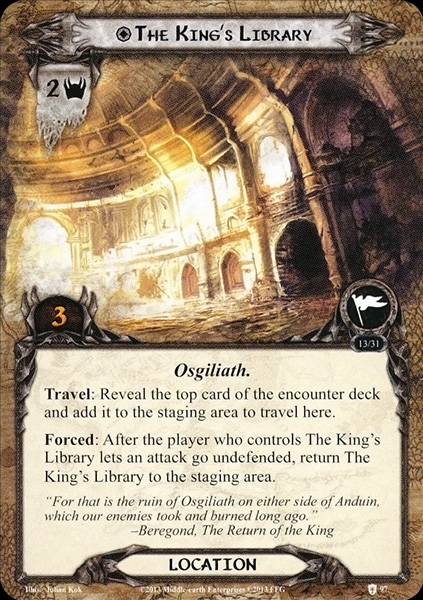 The King's Library
2
3
13/31
Osgiliath.
Travel: Reveal the top card of the encounter deck
and add it to the staging area to travel here.
Forced: After the player who controls The King's
Library lets an attack go undefended, return The
King's Library to the staging area.
“For that is the ruin of Osgiliath on either side of Anduin,
which our enemies took and burned long ago.”
–Beregond, The Return of the King
LOCATION
Illus. Julian Kok ©2013 Middle-earth Enterprises ©2013 FFG 97